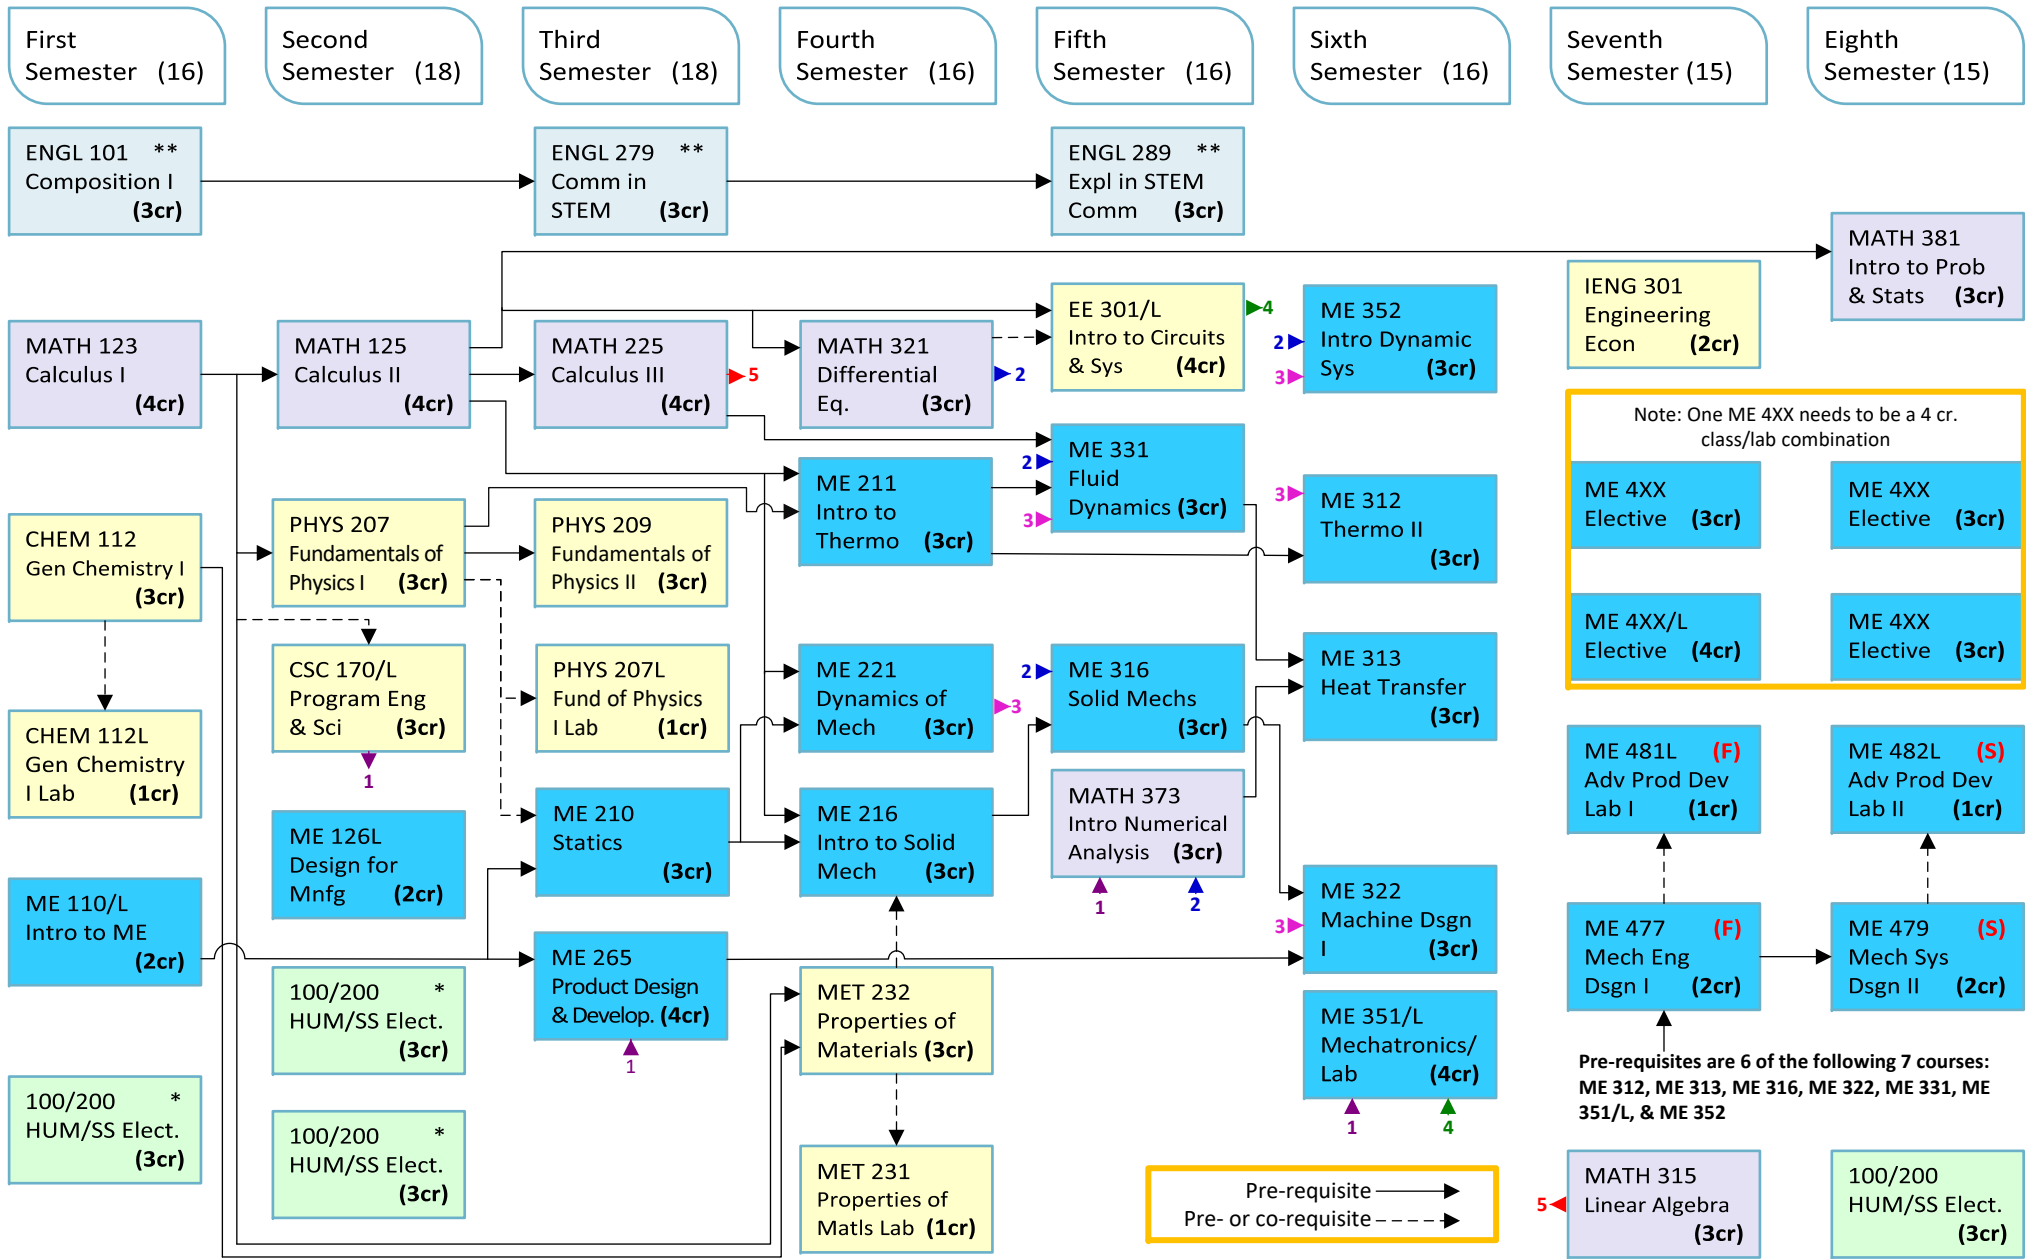 First
Semester (16)
Second
Semester (18)
Third
Semester (18)
Fourth
Semester (16)
Fifth
Semester (16)
Sixth
Semester (16)
Seventh
Semester (15)
Eighth
Semester (15)
ENGL 101 **
Composition I
(3cr)
MATH 123
Calculus I
(4cr)
CHEM 112
Gen Chemistry I
(3cr)
CHEM 112L
Gen Chemistry
I Lab (1cr)
ME 110/L
Intro to ME
(2cr)
100/200 *
HUM/SS Elect.
(3cr)
MATH 125
Calculus II
(4cr)
PHYS 207
Fundamentals of
Physics I (3cr)
CSC 170/L
Program Eng
& Sci (3cr)
1
ME 126L
Design for
Mnfg (2cr)
100/200 *
HUM/SS Elect.
(3cr)
100/200 *
HUM/SS Elect.
(3cr)
ENGL 279 **
Comm in
STEM (3cr)
MATH 225
Calculus III
(4cr)
5
PHYS 209
Fundamentals of
Physics II (3cr)
PHYS 207L
Fund of Physics
I Lab (1cr)
ME 210
Statics
(3cr)
ME 265
Product Design
& Develop. (4cr)
1
MATH 321
Differential
Eq. (3cr)
2
ME 211
Intro to
Thermo (3cr)
ME 221
Dynamics of
Mech (3cr)
3
ME 216
Intro to Solid
Mech (3cr)
MET 232
Properties of
Materials (3cr)
MET 231
Properties of
Matls Lab (1cr)
ENGL 289 **
Expl in STEM
Comm (3cr)
EE 301/L
Intro to Circuits
& Sys (4cr)
4
ME 331
Fluid
Dynamics (3cr)
2
3
ME 316
Solid Mechs
(3cr)
2
MATH 373
Intro Numerical
Analysis (3cr)
1
2
ME 352
Intro Dynamic
Sys (3cr)
2
3
ME 312
Thermo II
(3cr)
3
ME 313
Heat Transfer
(3cr)
ME 322
Machine Dsgn
I (3cr)
3
ME 351/L
Mechatronics/
Lab (4cr)
1
4
Pre-requisite
Pre- or co-requisite
IENG 301
Engineering
Econ (2cr)
MATH 381
Intro to Prob
& Stats (3cr)
Note: One ME 4XX needs to be a 4 cr.
class/lab combination
ME 4XX
Elective (3cr)
ME 4XX
Elective (3cr)
ME 4XX/L
Elective (4cr)
ME 4XX
Elective (3cr)
ME 481L (F)
Adv Prod Dev
Lab I (1cr)
ME 482L (S)
Adv Prod Dev
Lab II (1cr)
ME 477 (F)
Mech Eng
Dsgn I (2cr)
ME 479 (S)
Mech Sys
Dsgn II (2cr)
Pre-requisites are 6 of the following 7 courses:
ME 312, ME 313, ME 316, ME 322, ME 331, ME
351/L, & ME 352
5
MATH 315
Linear Algebra
(3cr)
100/200
HUM/SS Elect.
(3cr)